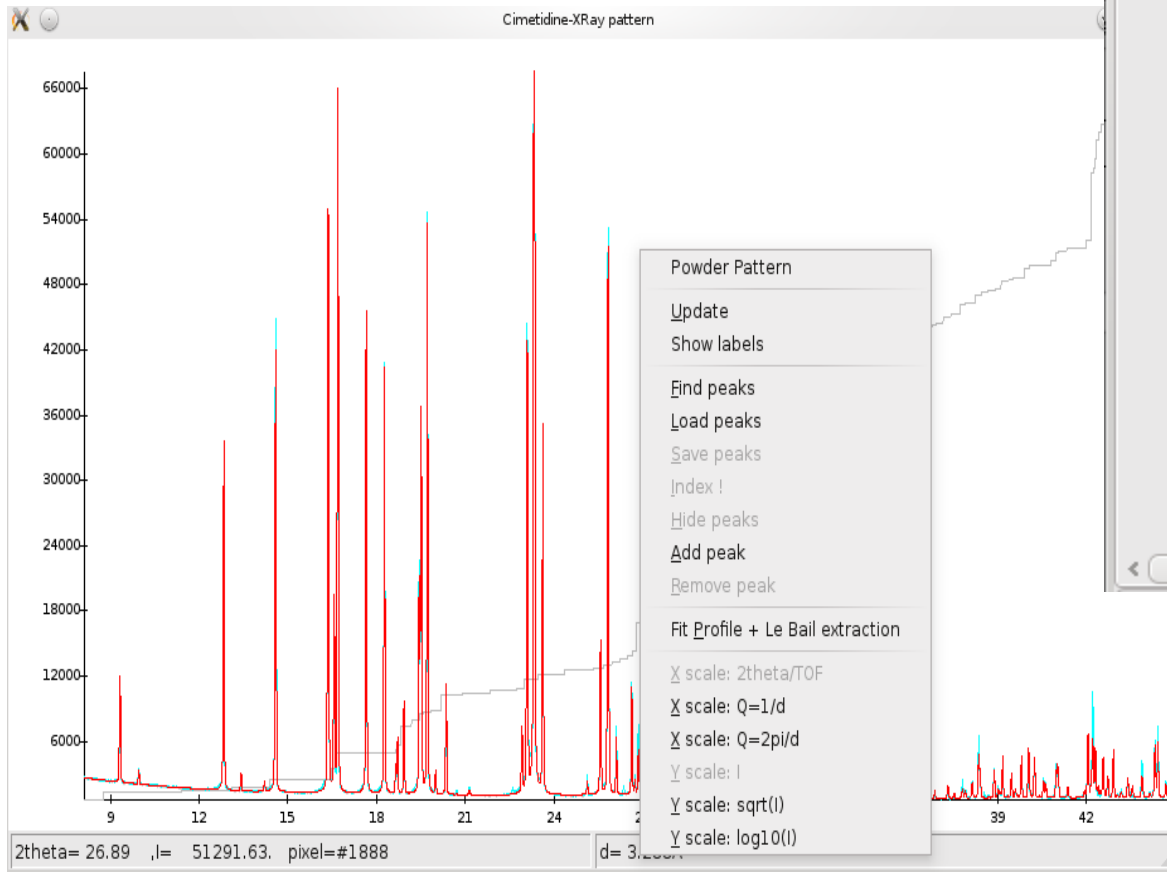 Cimetidine-XRay pattern
66000
60000
54000
48000
42000
36000
30000
24000
18000
12000
6000
9 12 15 18 21 24 39 42
Powder Pattern
Update
Show labels
Find peaks
Load peaks
Save peaks
Index !
Hide peaks
Add peak
Remove peak
Fit Profile + Le Bail extraction
X scale: 2theta/TOF
X scale: Q=1/d
X scale: Q=2pi/d
Y scale: I
Y scale: sqrt(I)
Y scale: log10(I)
2theta= 26.89 ,I= 51291.63. pixel=#1888
d=